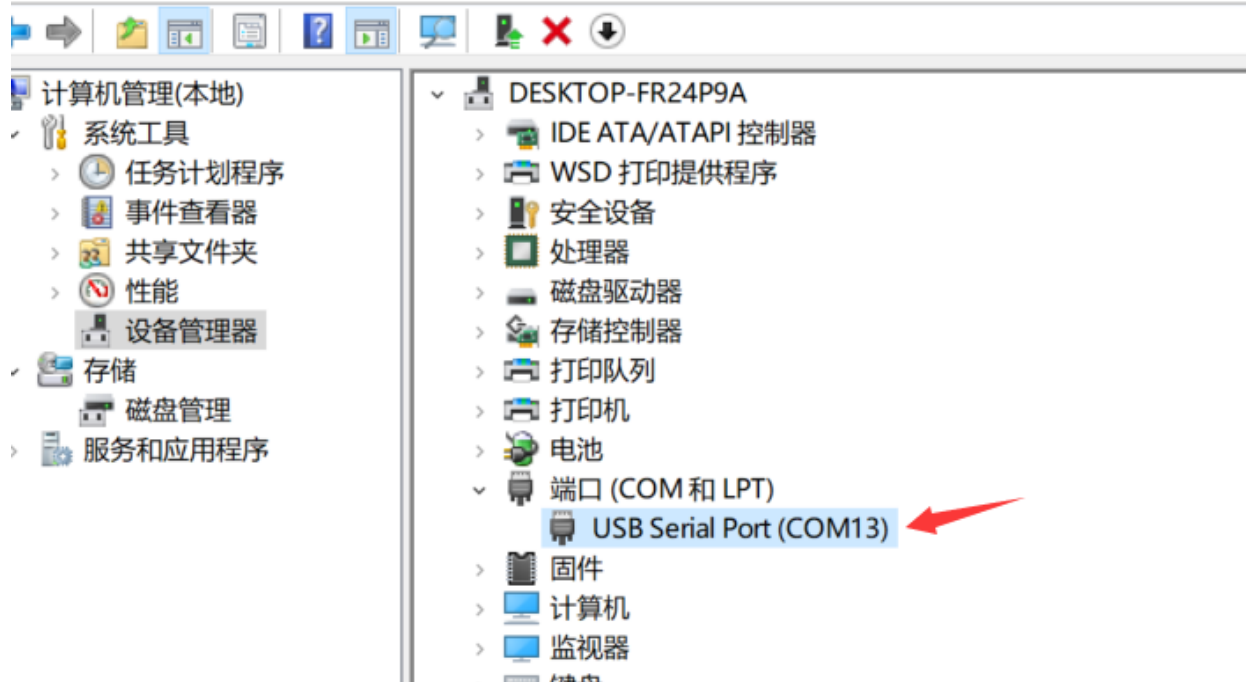 计算机管理(本地)
系统工具
任务计划程序
事件查看器
共享文件夹
性能
设备管理器
存储
磁盘管理
服务和应用程序
DESKTOP-FR24P9A
IDE ATA/ATAPI 控制器
WSD 打印提供程序
安全设备
处理器
磁盘驱动器
存储控制器
打印队列
打印机
电池
端口 (COM 和 LPT)
USB Serial Port (COM13)
固件
计算机
监视器